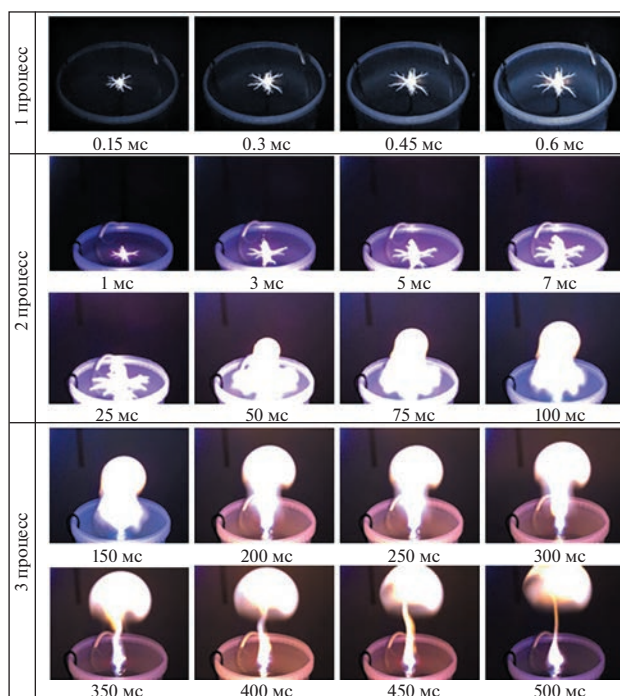 1 процесс
0.15 мс 0.3 мс 0.45 мс 0.6 мс
2 процесс
1 мс 3 мс 5 мс 7 мс
25 мс 50 мс 75 мс 100 мс
3 процесс
150 мс 200 мс 250 мс 300 мс
350 мс 400 мс 450 мс 500 мс